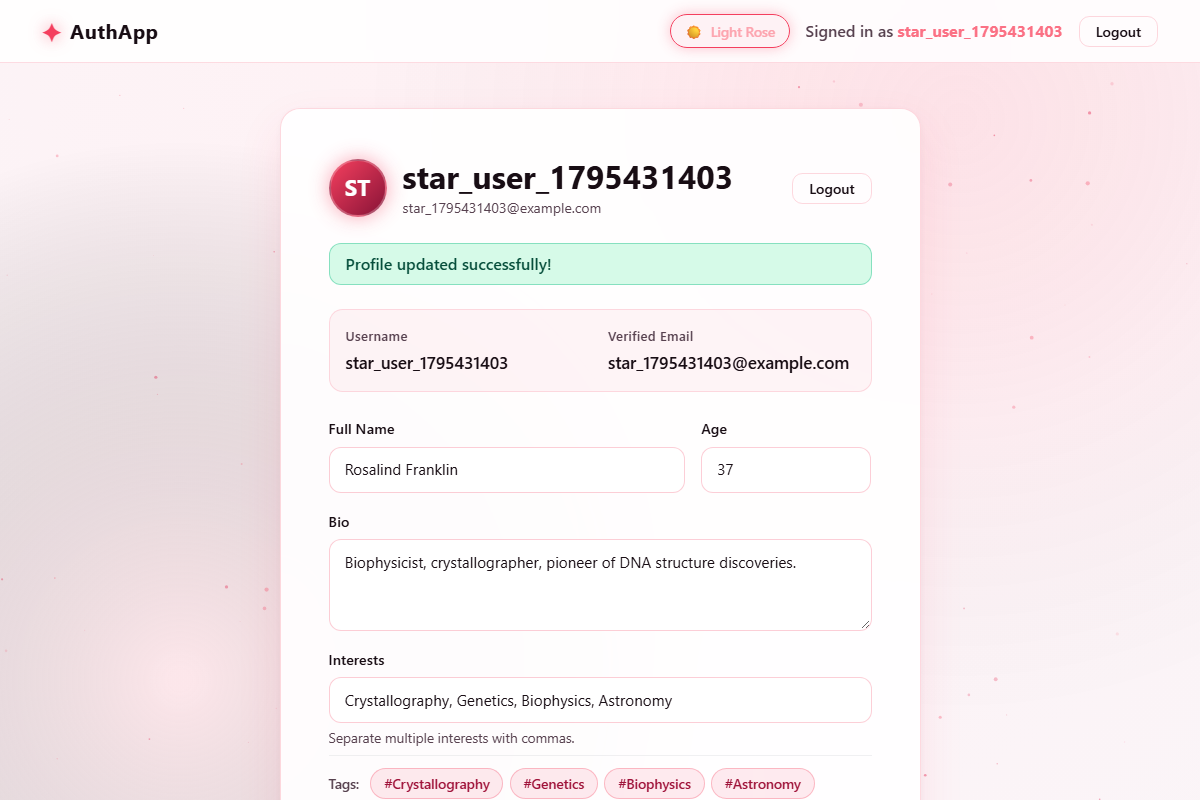 AuthApp
Light Rose
Signed in as star_user_1795431403
Logout
ST
star_user_1795431403
star_1795431403@example.com
Logout
Profile updated successfully!
Username
Verified Email
star_user_1795431403
star_1795431403@example.com
Full Name
Age
Rosalind Franklin
37
Bio
Biophysicist, crystallographer, pioneer of DNA structure discoveries.
Interests
Crystallography, Genetics, Biophysics, Astronomy
Separate multiple interests with commas.
Tags: #Crystallography #Genetics #Biophysics #Astronomy